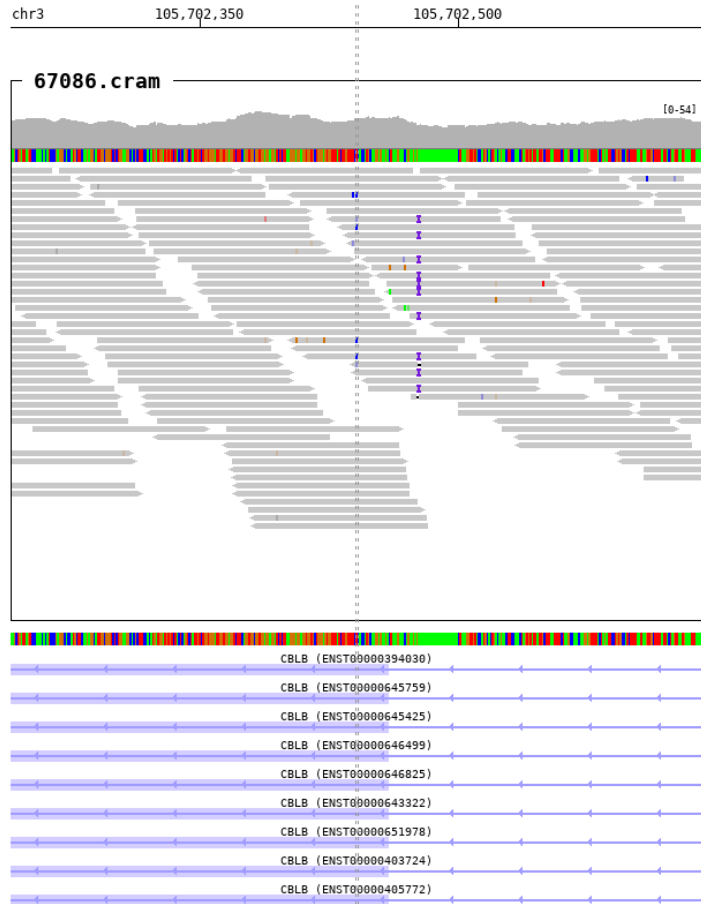 chr3 105,702,350 105,702,500
67086.cram
[0-54]
CBLB (ENST00000394030)
CBLB (ENST00000645759)
CBLB (ENST00000645425)
CBLB (ENST00000646499)
CBLB (ENST00000646825)
CBLB (ENST00000643322)
CBLB (ENST00000651978)
CBLB (ENST00000403724)
CBLB (ENST00000405772)